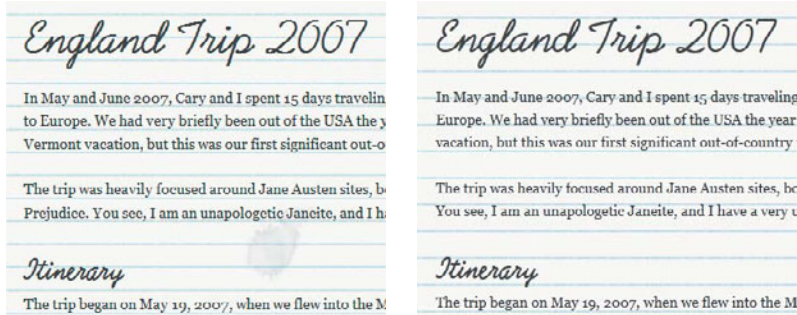 England Trip 2007
In May and June 2007, Cary and I spent 15 days travelin
to Europe. We had very briefly been out of the USA the y
Vermont vacation, but this was our first significant out-o
The trip was heavily focused around Jane Austen sites, b
Prejudice. You see, I am an unapologetic Janeite, and I h
Itinerary
The trip began on May 19, 2007, when we flew into the M
England Trip 2007
In May and June 2007, Cary and I spent 15 days traveling
Europe. We had very briefly been out of the USA the year
vacation, but this was our first significant out-of-country
The trip was heavily focused around Jane Austen sites, bo
You see, I am an unapologetic Janeite, and I have a very u
Itinerary
The trip began on May 19, 2007, when we flew into the M